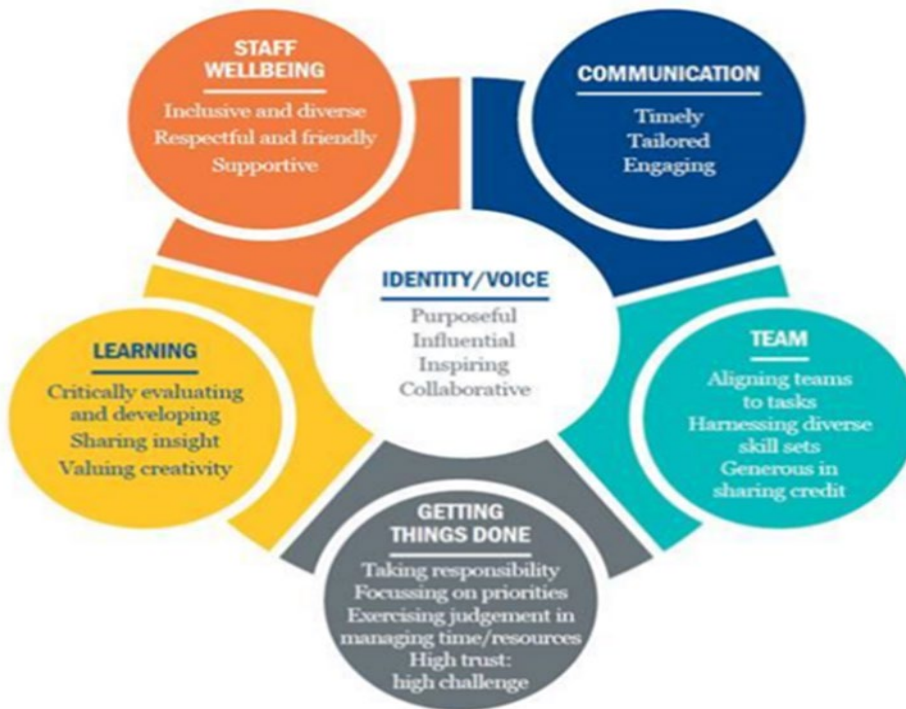 STAFF
WELLBEING
Inclusive and diverse
Respectful and friendly
Supportive
COMMUNICATION
Timely
Tailored
Engaging
IDENTITY/VOICE
Purposeful
Influential
Inspiring
Collaborative
LEARNING
Critically evaluating
and developing
Sharing insight
Valuing creativity
TEAM
Aligning teams
to tasks
Harnessing diverse
skill sets
Generous in
sharing credit
GETTING
THINGS DONE
Taking responsibility
Focussing on priorities
Exercising judgement in
managing time/resources
High trust:
high challenge